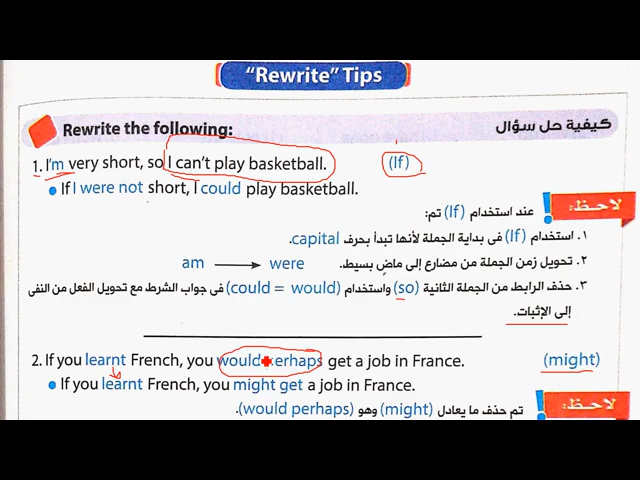 "Rewrite" Tips
Rewrite the following:
كيفية حل سؤال
1. I'm very short, so I can't play basketball. (If)
If I were not short, I could play basketball.
لاحظ:
عند استخدام (If) تم:
١. استخدام (If) فى بداية الجملة لأنها تبدأ بحرف capital.
٢. تحويل زمن الجملة من مضارع إلى ماضٍ بسيط. am → were
٣. حذف الرابط من الجملة الثانية (so) واستخدام (could = would) فى جواب الشرط مع تحويل الفعل من النفى
إلى الإثبات.
2. If you learnt French, you would erhaps get a job in France. (might)
If you learnt French, you might get a job in France.
لاحظ:
تم حذف ما يعادل (might) وهو (would perhaps).